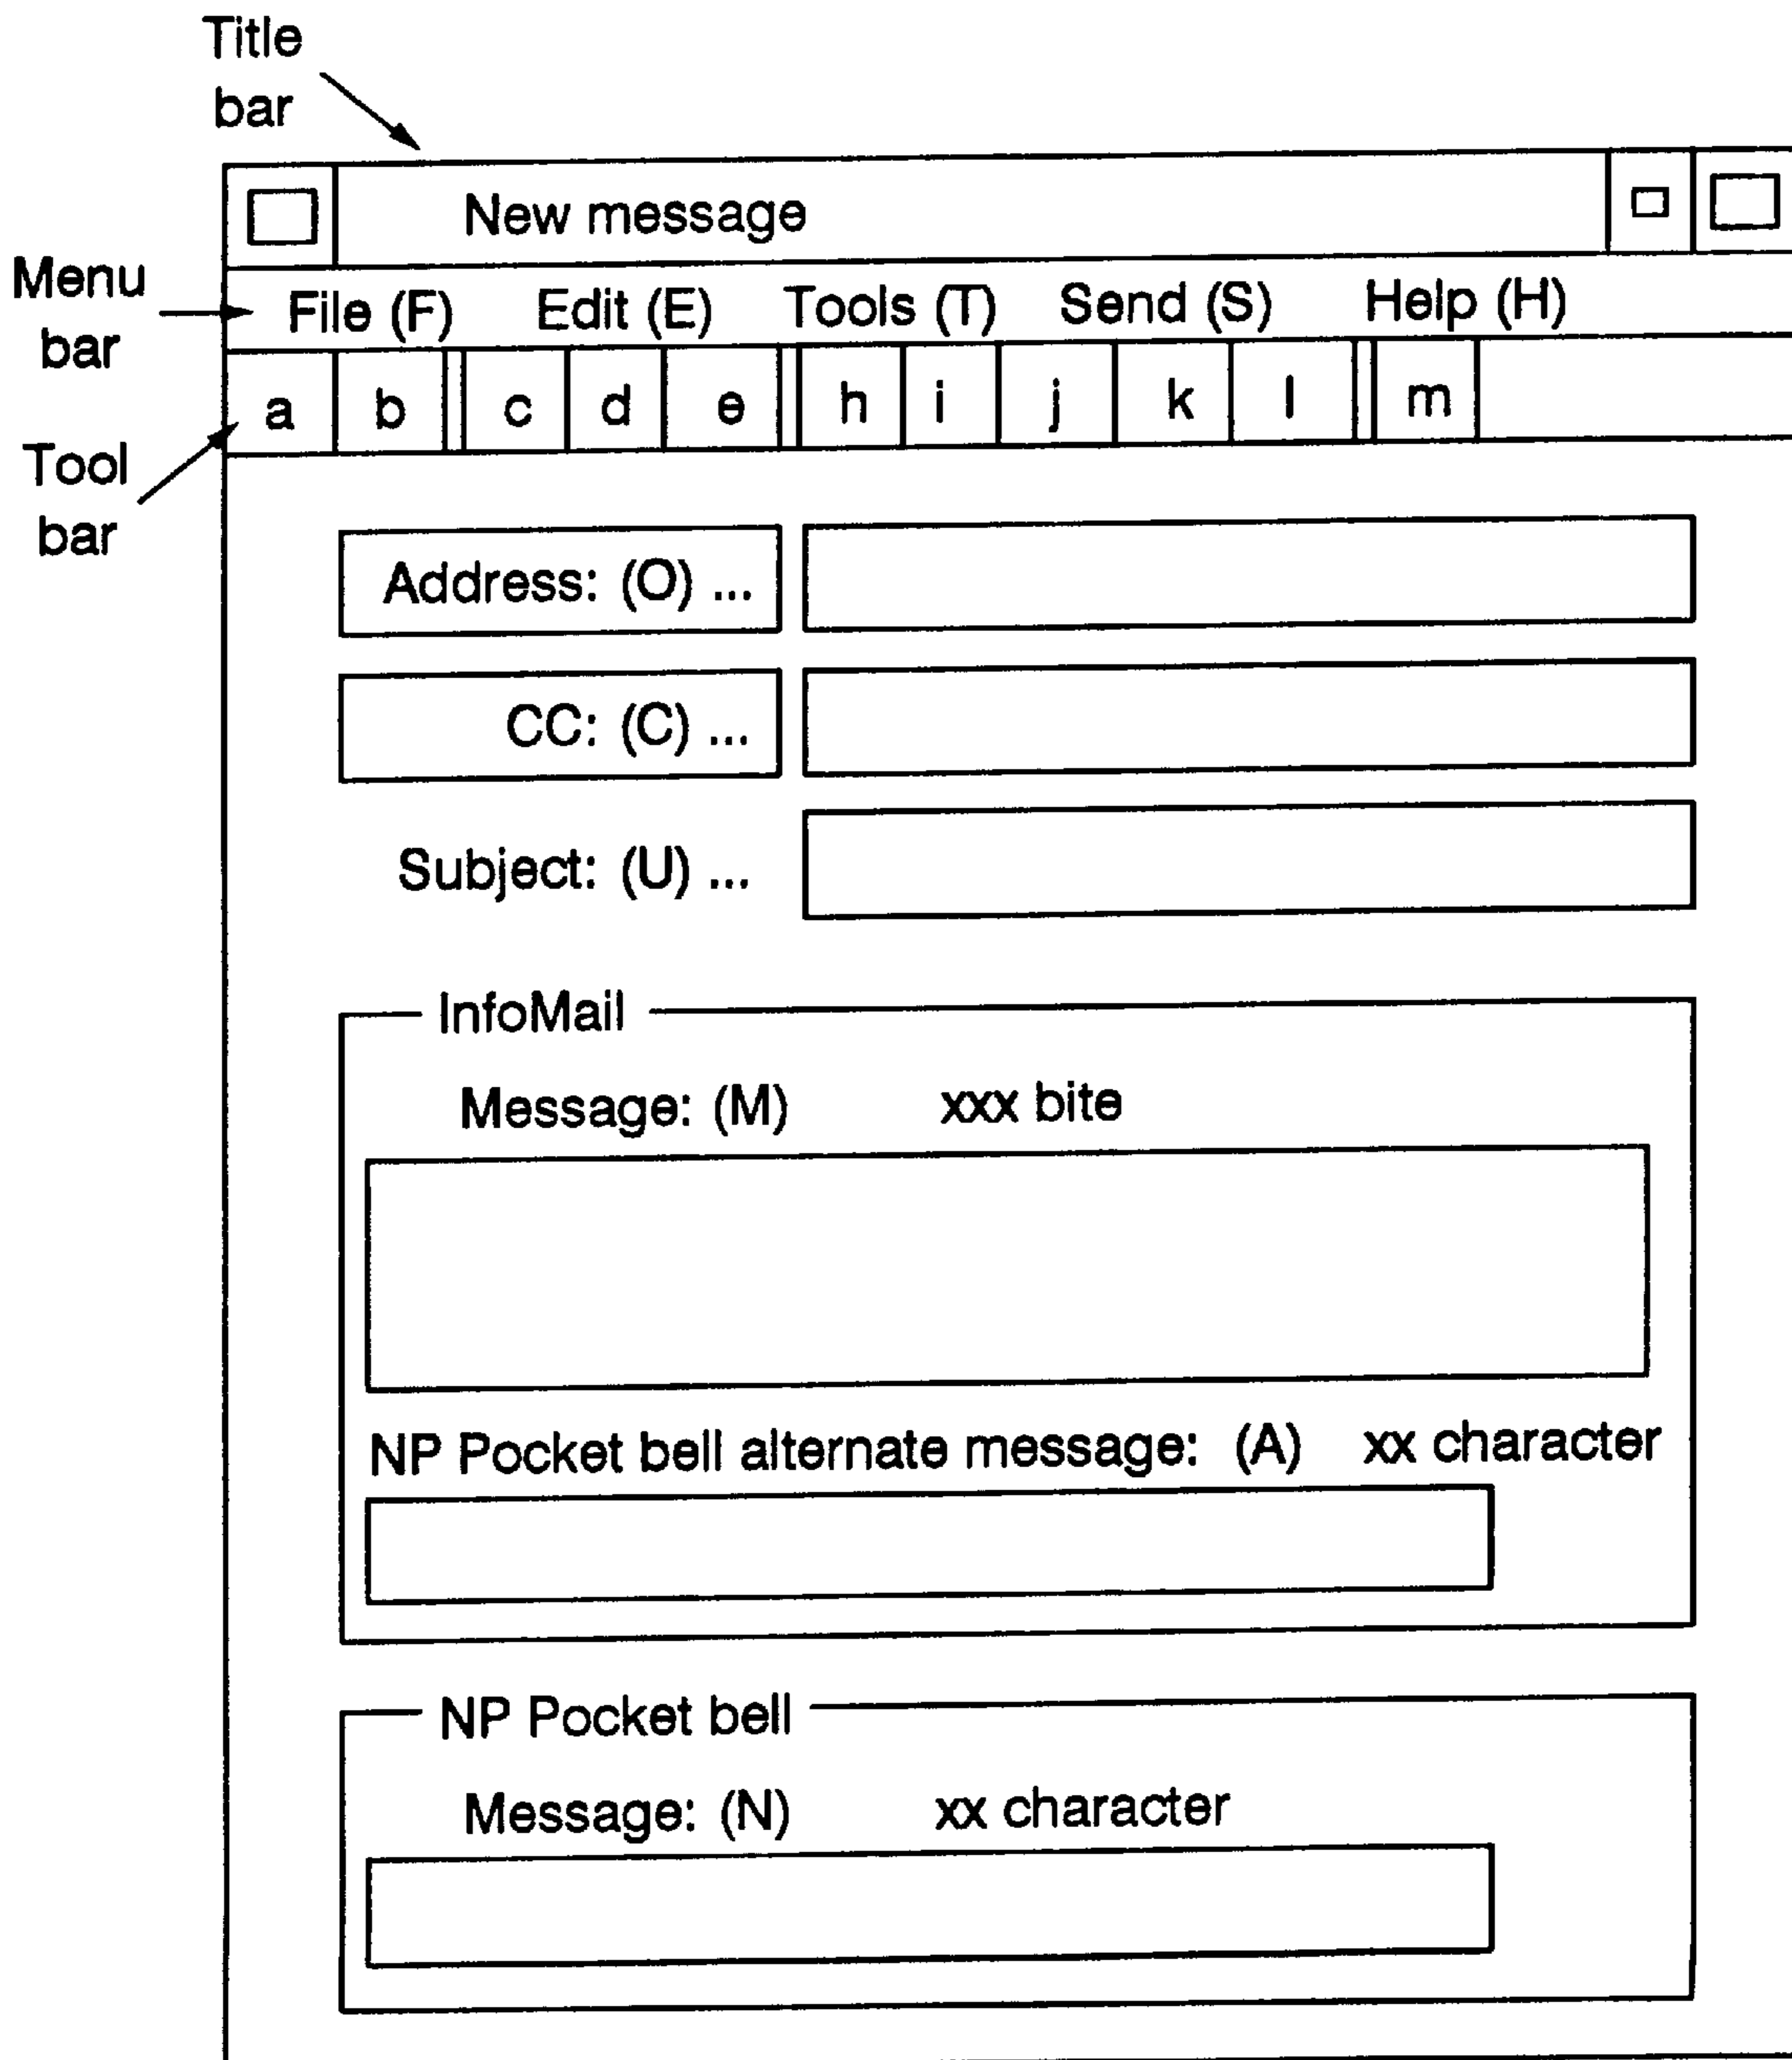 Title
bar
New message
Menu
bar
File (F) Edit (E) Tools (T) Send (S) Help (H)
a b c d e h i j k l m
Tool
bar
Address: (O) ...
CC: (C) ...
Subject: (U) ...
InfoMail
Message: (M) xxx bite
NP Pocket bell alternate message: (A) xx character
NP Pocket bell
Message: (N) xx character